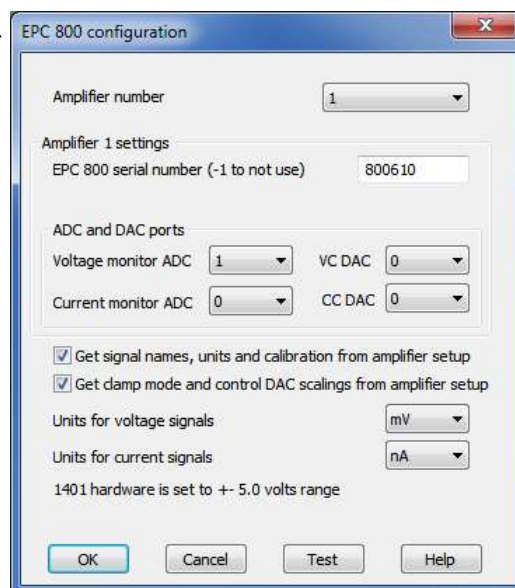 EPC 800 configuration
Amplifier number 1
Amplifier 1 settings
EPC 800 serial number (-1 to not use) 800610
ADC and DAC ports
Voltage monitor ADC 1 VC DAC 0
Current monitor ADC 0 CC DAC 0
Get signal names, units and calibration from amplifier setup
Get clamp mode and control DAC scalings from amplifier setup
Units for voltage signals mV
Units for current signals nA
1401 hardware is set to +- 5.0 volts range
OK Cancel Test Help